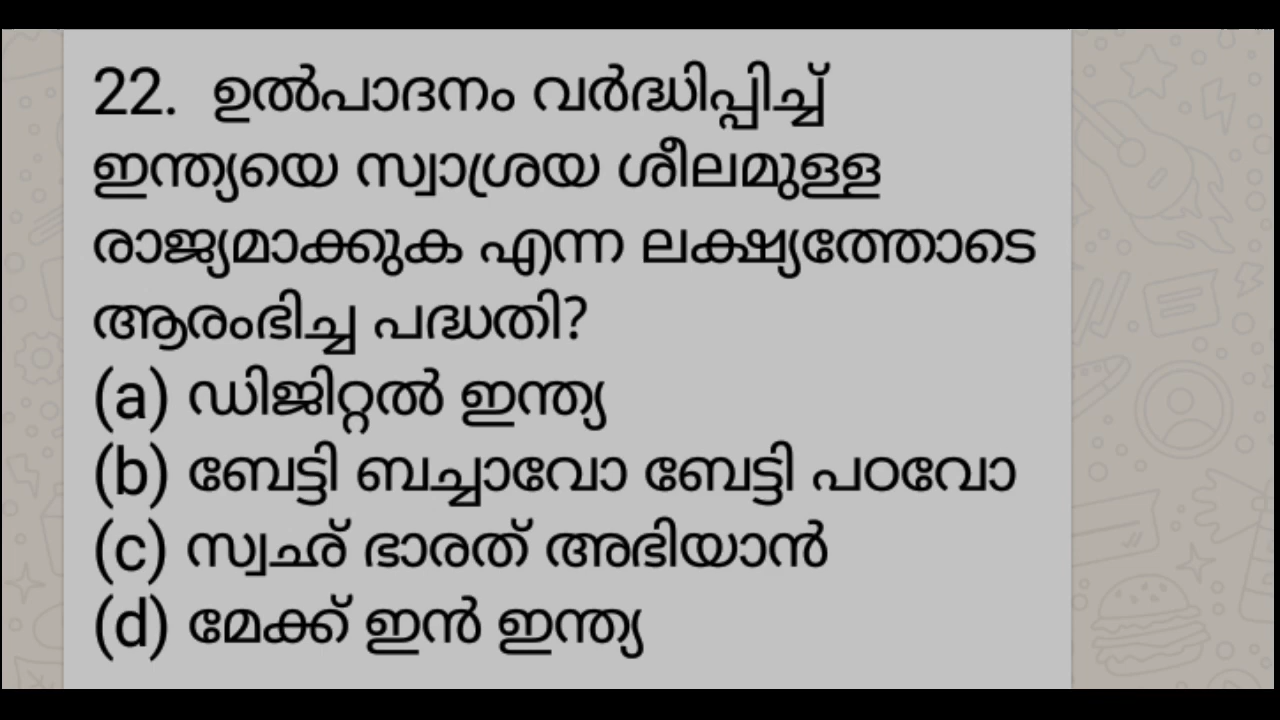 22. ഉൽപാദനം വർദ്ധിപ്പിച്ച്
ഇന്ത്യയെ സ്വാശ്രയ ശീലമുള്ള
രാജ്യമാക്കുക എന്ന ലക്ഷ്യത്തോടെ
ആരംഭിച്ച പദ്ധതി?
(a) ഡിജിറ്റൽ ഇന്ത്യ
(b) ബേട്ടി ബച്ചാവോ ബേട്ടി പഠവോ
(c) സ്വഛ് ഭാരത് അഭിയാൻ
(d) മേക്ക് ഇൻ ഇന്ത്യ